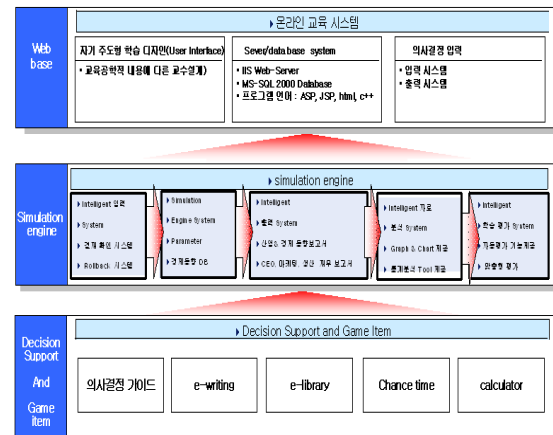 Web
base
▸ 온라인 교육 시스템
자기 주도형 학습 디자인(User Interface)
• 교육공학적 내용에 다른 교수설계)
Sever/data base system
• IIS Web-Server
• MS-SQL 2000 Database
• 프로그램 언어 : ASP, JSP, html, c++
의사결정 입력
• 입력 시스템
• 출력 시스템
Simulation
engine
▸ simulation engine
▸ Intelligent 입력
▸ System
▸ 결제 확인 시스템
▸ Rollback 시스템
▸ Simulation
▸ Engine System
▸ Parameter
▸ 경제동향 DB
▸ Intelligent
▸ 출력 System
▸ 산업& 경제 동향보고서
▸ CEO, 마케팅, 생산, 재무 보고서
▸ Intelligent 자료
▸ 분석 System
▸ Graph & Chart 제공
▸ 통계분석 Tool 제공
▸ Intelligent
▸ 학습 평가 System
▸ 자동평가 기능제공
▸ 맞춤형 평가
Decision
Support
And
Game
item
▸ Decision Support and Game Item
의사결정 가이드
e-writing
e-library
Chance time
calculator